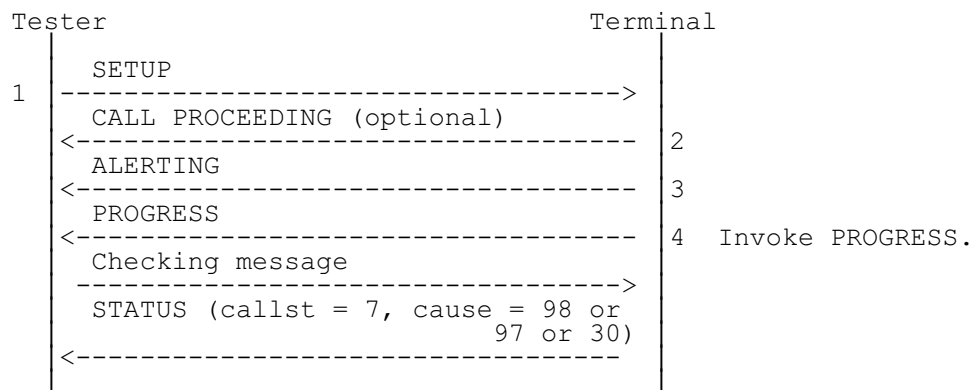 Tester Terminal
SETUP
1
CALL PROCEEDING (optional)
2
ALERTING
3
PROGRESS
4 Invoke PROGRESS.
Checking message
STATUS (callst = 7, cause = 98 or
97 or 30)